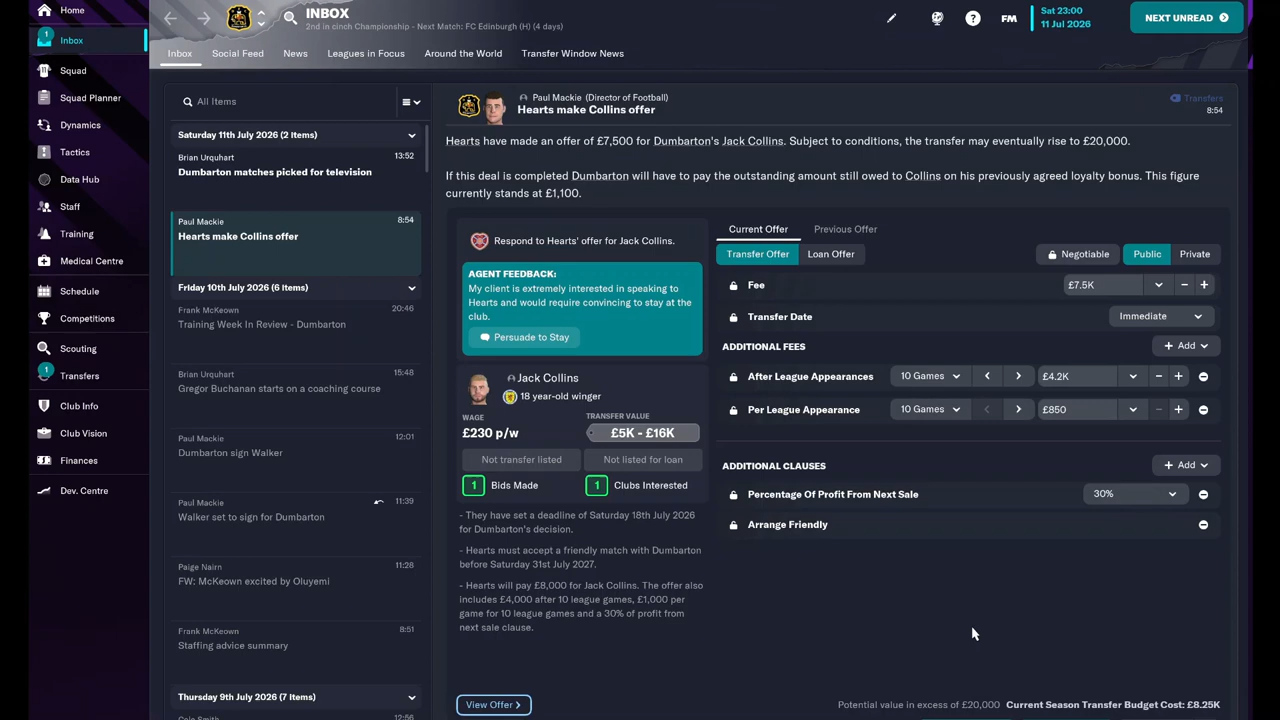 Home
INBOX
2nd in cinch Championship - Next Match: FC Edinburgh (H) (4 days)
?
FM
Sat 23:00
11 Jul 2026
NEXT UNREAD
1
Inbox
Squad
Squad Planner
Dynamics
Tactics
Data Hub
Staff
Training
Medical Centre
Schedule
Competitions
Scouting
1
Transfers
Club Info
Club Vision
Finances
Dev. Centre
Inbox
Social Feed
News
Leagues in Focus
Around the World
Transfer Window News
All Items
Saturday 11th July 2026 (2 Items)
Brian Urquhart
13:52
Dumbarton matches picked for television
Paul Mackie
8:54
Hearts make Collins offer
Friday 10th July 2026 (6 Items)
Frank McKeown
20:46
Training Week In Review - Dumbarton
Brian Urquhart
15:48
Gregor Buchanan starts on a coaching course
Paul Mackie
12:01
Dumbarton sign Walker
Paul Mackie
11:39
Walker set to sign for Dumbarton
Paige Nairn
11:28
FW: McKeown excited by Oluyemi
Frank McKeown
8:51
Staffing advice summary
Thursday 9th July 2026 (7 Items)
Cole Smith
12:56
Paul Mackie (Director of Football)
Hearts make Collins offer
Transfers
8:54
Hearts have made an offer of £7,500 for Dumbarton's Jack Collins. Subject to conditions, the transfer may eventually rise to £20,000.
If this deal is completed Dumbarton will have to pay the outstanding amount still owed to Collins on his previously agreed loyalty bonus. This figure
currently stands at £1,100.
Respond to Hearts' offer for Jack Collins.
AGENT FEEDBACK:
My client is extremely interested in speaking to
Hearts and would require convincing to stay at the
club.
Persuade to Stay
Jack Collins
18 year-old winger
WAGE
TRANSFER VALUE
£230 p/w
£5K - £16K
Not transfer listed
Not listed for loan
1 Bids Made
1 Clubs Interested
- They have set a deadline of Saturday 18th July 2026
for Dumbarton's decision.
- Hearts must accept a friendly match with Dumbarton
before Saturday 31st July 2027.
- Hearts will pay £8,000 for Jack Collins. The offer also
includes £4,000 after 10 league games, £1,000 per
game for 10 league games and a 30% of profit from
next sale clause.
View Offer
Current Offer
Previous Offer
Transfer Offer
Loan Offer
Negotiable
Public
Private
Fee
£7.5K
Transfer Date
Immediate
ADDITIONAL FEES
Add
After League Appearances
10 Games
£4.2K
Per League Appearance
10 Games
£850
ADDITIONAL CLAUSES
Add
Percentage Of Profit From Next Sale
30%
Arrange Friendly
Potential value in excess of £20,000 Current Season Transfer Budget Cost: £8.25K